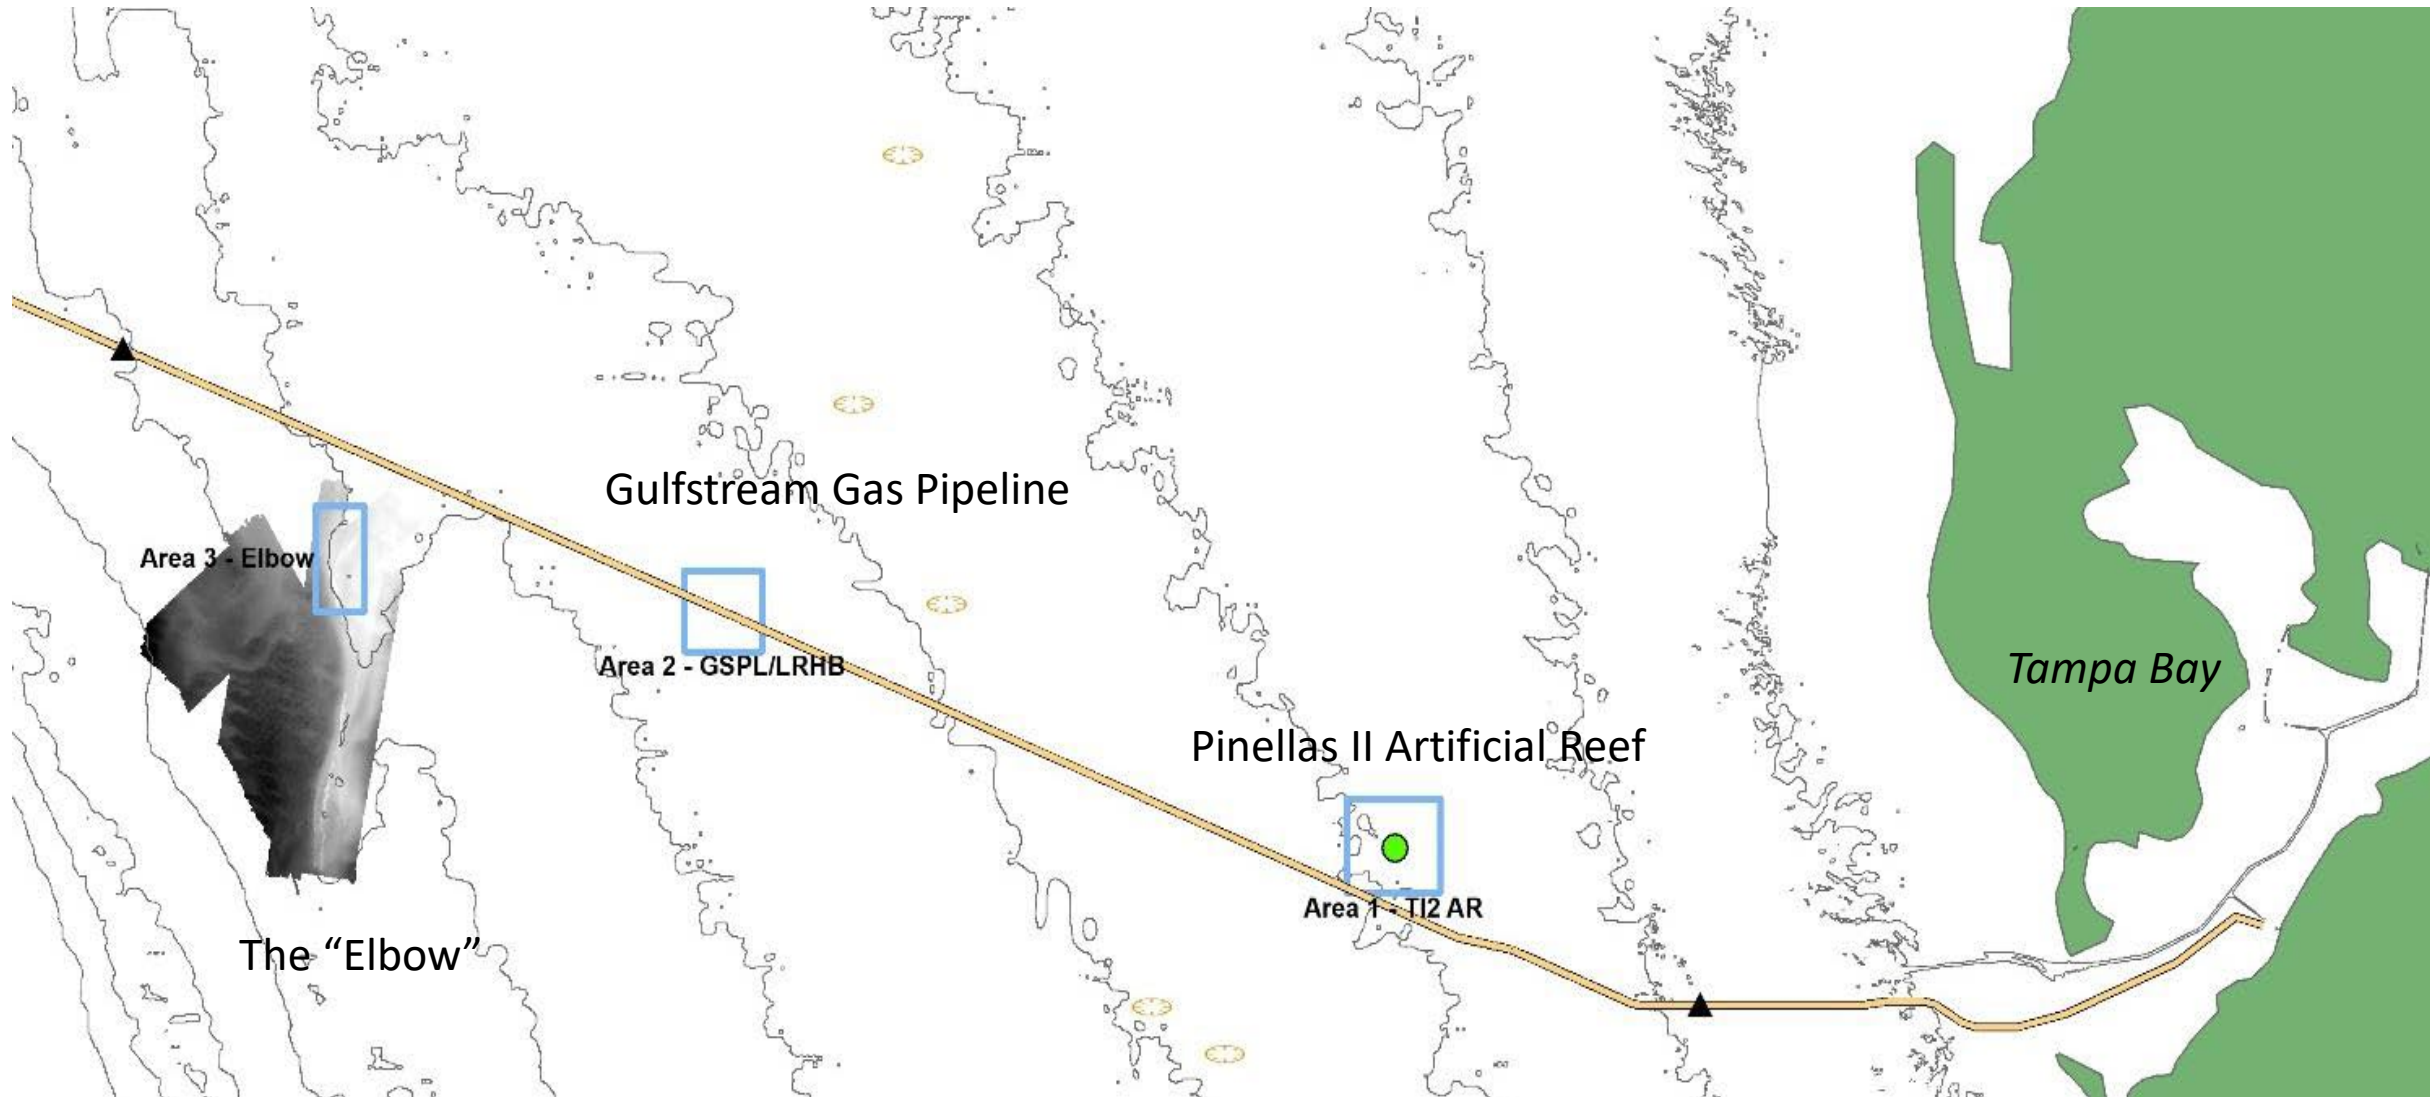 Gulfstream Gas Pipeline
Area 3 - Elbow
Area 2 - GSPL/LRHB
Tampa Bay
Pinellas II Artificial Reef
Area 1 - TI2 AR
The “Elbow”